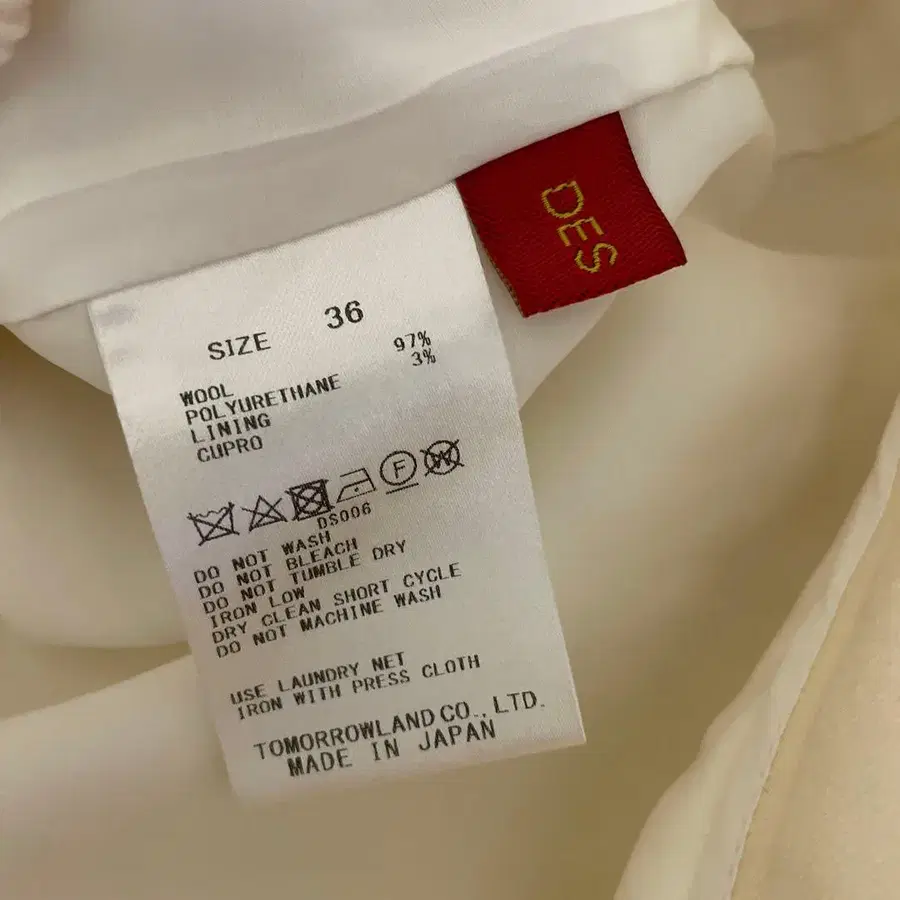 DES
SIZE 36
WOOL 97%
POLYURETHANE 3%
LINING
CUPRO
F W
DS006
DO NOT WASH
DO NOT BLEACH
DO NOT TUMBLE DRY
IRON LOW
DRY CLEAN SHORT CYCLE
DO NOT MACHINE WASH
USE LAUNDRY NET
IRON WITH PRESS CLOTH
TOMORROWLAND CO., LTD.
MADE IN JAPAN